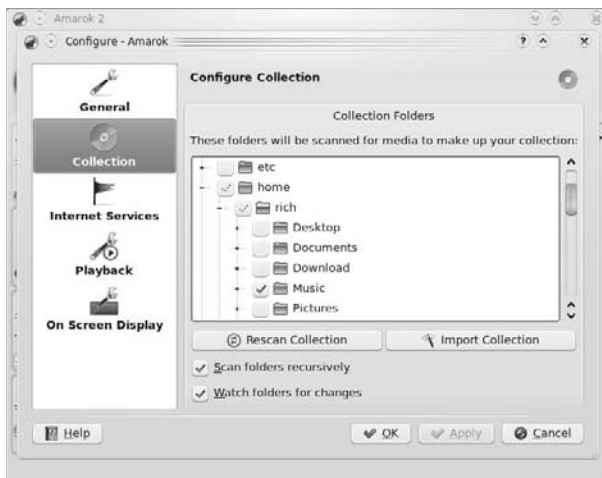 Amarok 2
Configure - Amarok
General
Collection
Internet Services
Playback
On Screen Display
Configure Collection
Collection Folders
These folders will be scanned for media to make up your collection:
etc
home
rich
Desktop
Documents
Download
Music
Pictures
Rescan Collection
Import Collection
Scan folders recursively
Watch folders for changes
Help
OK
Apply
Cancel